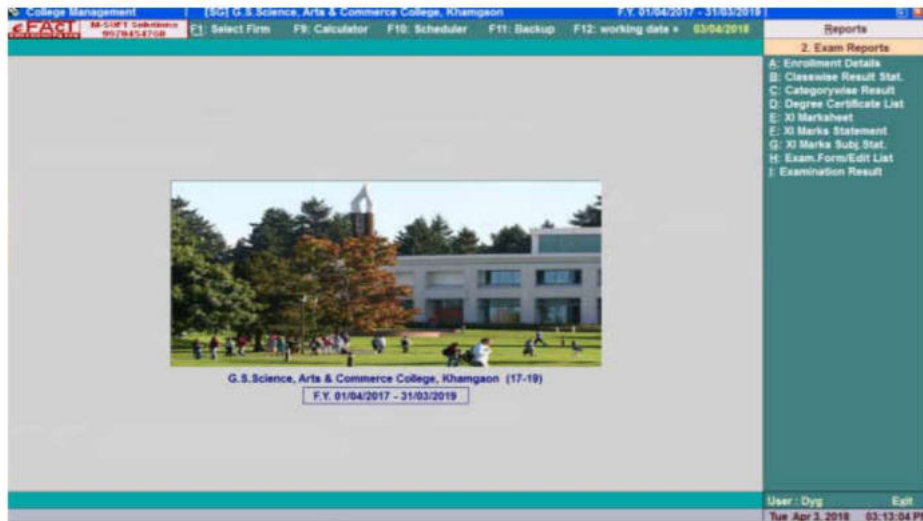 College Management [SG] G.S.Science, Arts & Commerce College, Khamgaon F.Y. 01/04/2017 - 31/03/2019
eFACT M-SOFT Solutions F1: Select Firm F9: Calculator F10: Scheduler F11: Backup F12: working date » 03/04/2018 Reports
9970454760
2. Exam Reports
A: Enrollment Details
B: Classwise Result Stat.
C: Categorywise Result
D: Degree Certificate List
E: XI Marksheet
F: XI Marks Statement
G: XI Marks Subj.Stat.
H: Exam.Form/Edit List
I: Examination Result
G.S.Science, Arts & Commerce College, Khamgaon (17-19)
F.Y. 01/04/2017 - 31/03/2019
User : Dyg Exit
Tue Apr 3, 2018 03:13:04 PM